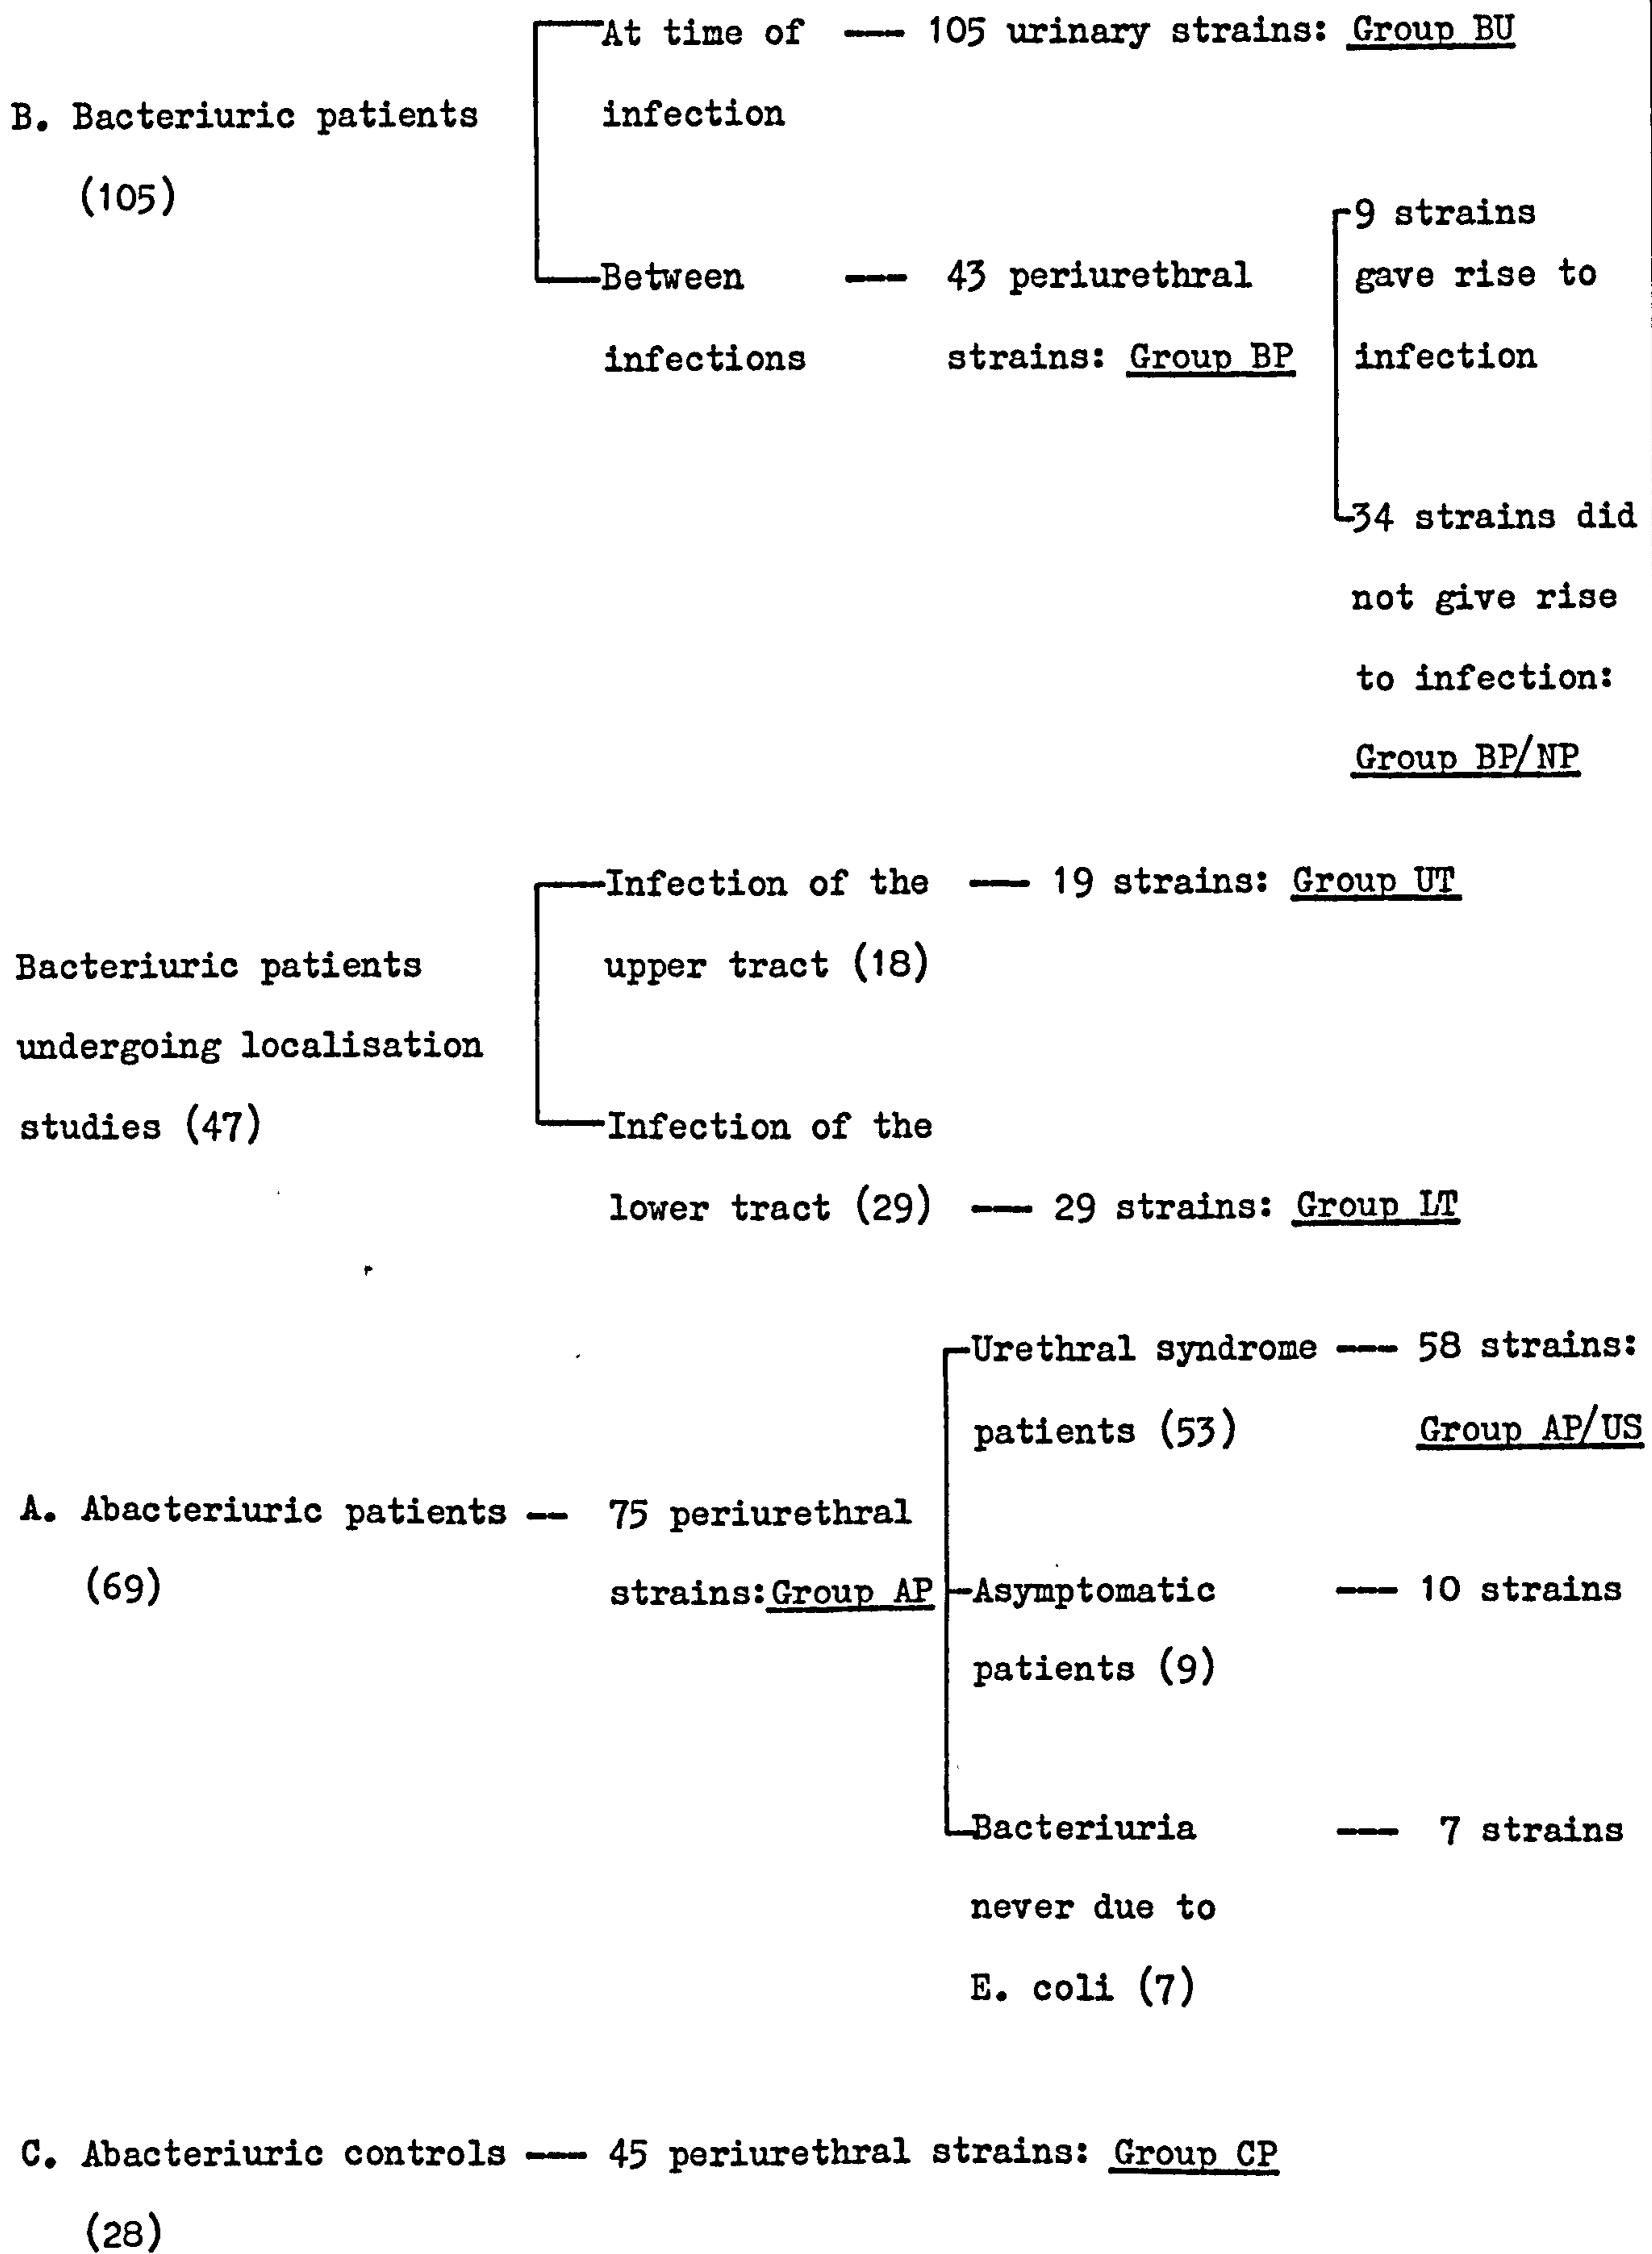 At time of — 105 urinary strains: Group BU
B. Bacteriuric patients
infection
(105)
9 strains
Between — 43 periurethral
gave rise to
infections
strains: Group BP
infection
34 strains did
not give rise
to infection:
Group BP/NP
Infection of the — 19 strains: Group UT
Bacteriuric patients
upper tract (18)
undergoing localisation
studies (47)
Infection of the
lower tract (29) — 29 strains: Group LT
Urethral syndrome — 58 strains:
patients (53)
Group AP/US
A. Abacteriuric patients — 75 periurethral
(69)
strains: Group AP
Asymptomatic — 10 strains
patients (9)
Bacteriuria — 7 strains
never due to
E. coli (7)
C. Abacteriuric controls — 45 periurethral strains: Group CP
(28)